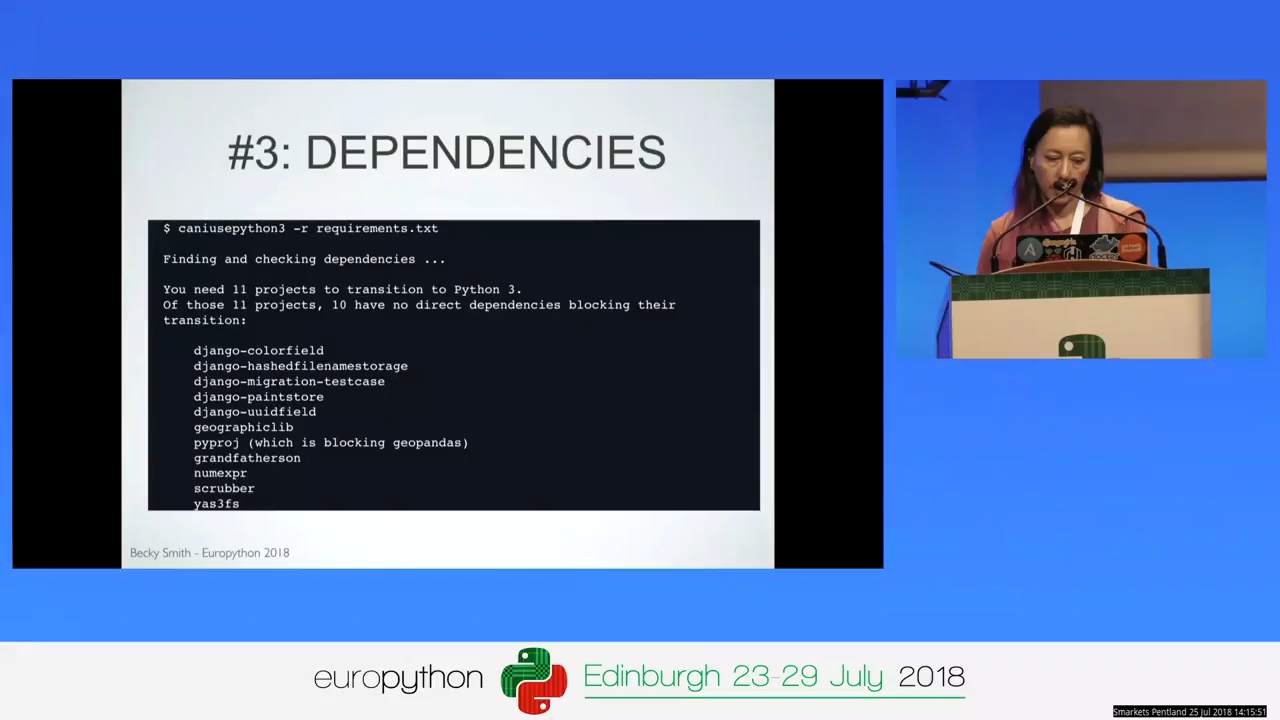 #3: DEPENDENCIES
$ caniusepython3 -r requirements.txt
Finding and checking dependencies ...
You need 11 projects to transition to Python 3.
Of those 11 projects, 10 have no direct dependencies blocking their
transition:
django-colorfield
django-hashedfilenamestorage
django-migration-testcase
django-paintstore
django-uuidfield
geographiclib
pyproj (which is blocking geopandas)
grandfatherson
numexpr
scrubber
yas3fs
Becky Smith - Europython 2018
europython
Edinburgh 23-29 July 2018
Smarkets Pentland 25 Jul 2018 14:15:51